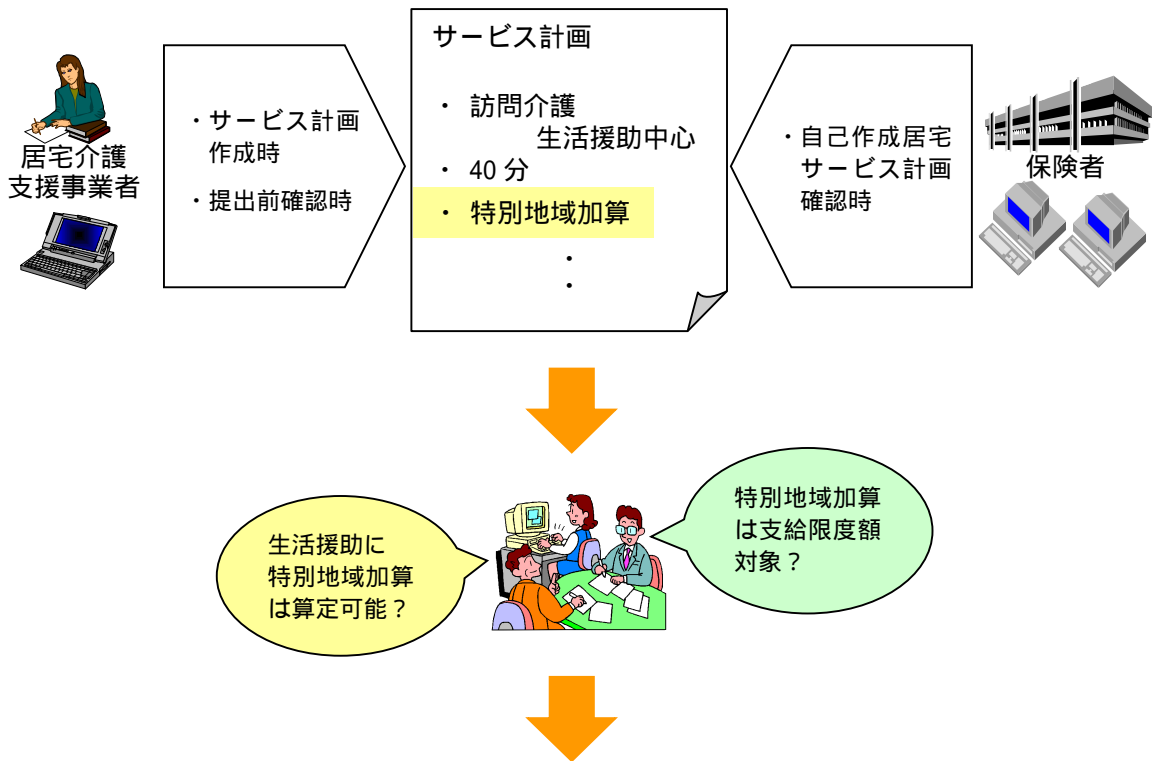 居宅介護
支援事業者
・サービス計画
作成時
・提出前確認時
サービス計画
・ 訪問介護
生活援助中心
・ 40 分
・ 特別地域加算
・
・
・自己作成居宅
サービス計画
確認時
保険者
生活援助に
特別地域加算
は算定可能？
特別地域加算
は支給限度額
対象？